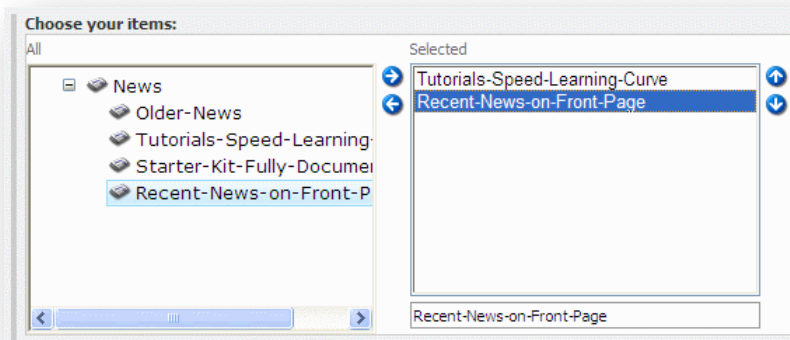 Choose your items:
All
Selected
News
Older-News
Tutorials-Speed-Learning-
Starter-Kit-Fully-Documen
Recent-News-on-Front-P
Tutorials-Speed-Learning-Curve
Recent-News-on-Front-Page
Recent-News-on-Front-Page